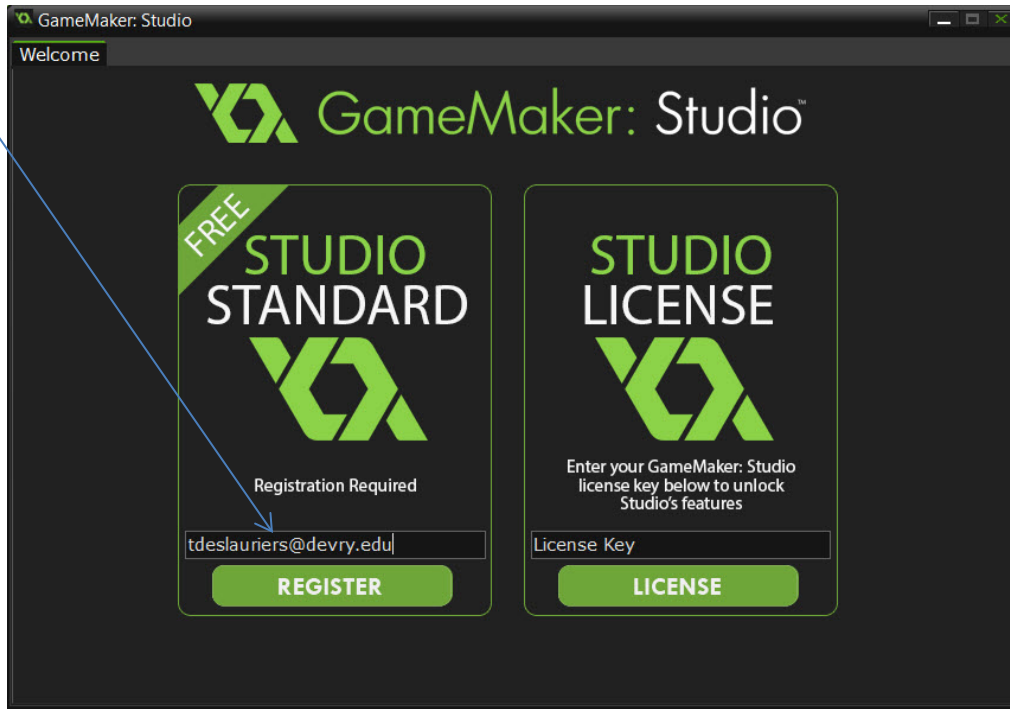 GameMaker: Studio
Welcome
GameMaker: Studio™
FREE
STUDIO
STANDARD
Registration Required
tdeslauriers@devry.edu
REGISTER
STUDIO
LICENSE
Enter your GameMaker: Studio
license key below to unlock
Studio's features
License Key
LICENSE